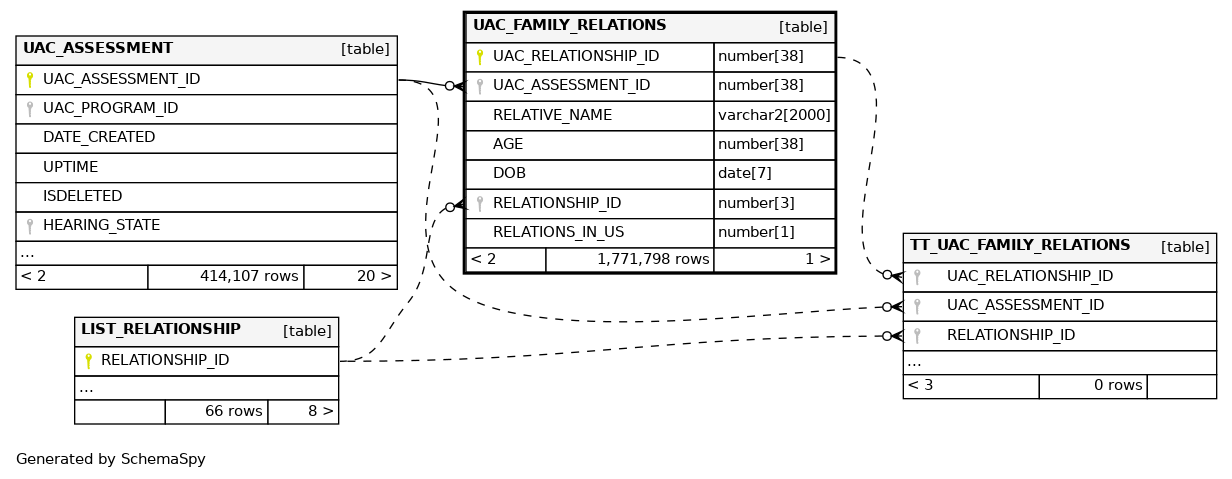 UAC_ASSESSMENT [table]
UAC_ASSESSMENT_ID
UAC_PROGRAM_ID
DATE_CREATED
UPTIME
ISDELETED
HEARING_STATE
...
< 2 414,107 rows 20 >
UAC_FAMILY_RELATIONS [table]
UAC_RELATIONSHIP_ID number[38]
UAC_ASSESSMENT_ID number[38]
RELATIVE_NAME varchar2[2000]
AGE number[38]
DOB date[7]
RELATIONSHIP_ID number[3]
RELATIONS_IN_US number[1]
< 2 1,771,798 rows 1 >
LIST_RELATIONSHIP [table]
RELATIONSHIP_ID
...
66 rows 8 >
TT_UAC_FAMILY_RELATIONS [table]
UAC_RELATIONSHIP_ID
UAC_ASSESSMENT_ID
RELATIONSHIP_ID
...
< 3 0 rows
Generated by SchemaSpy